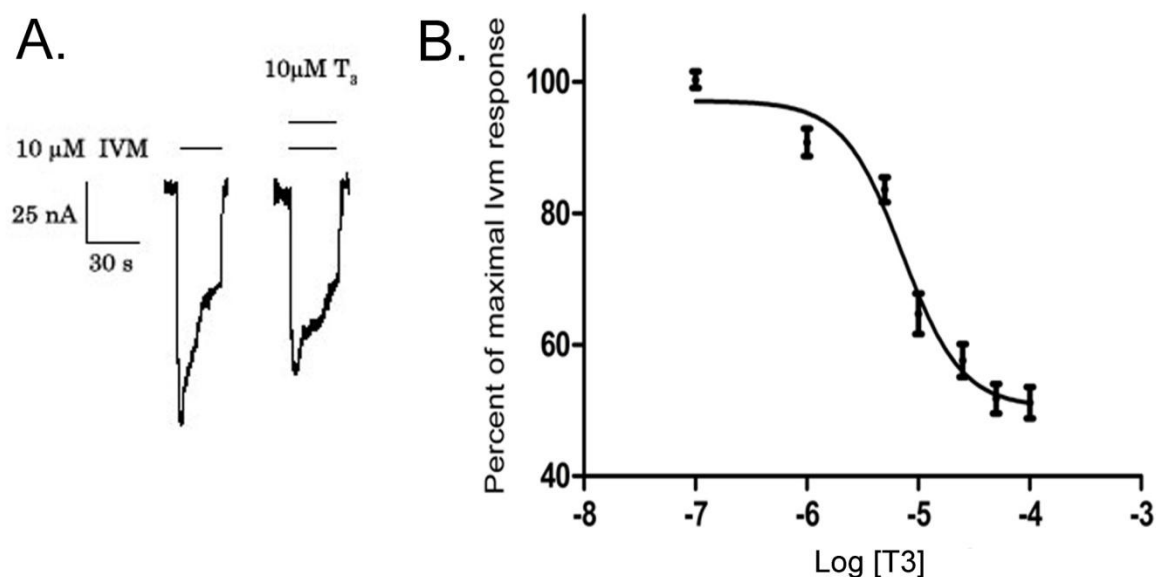 A.
10µM T₃
10 µM IVM
25 nA
30 s
B.
Percent of maximal Ivm response
100
80
60
40
-8
-7
-6
-5
-4
-3
Log [T3]